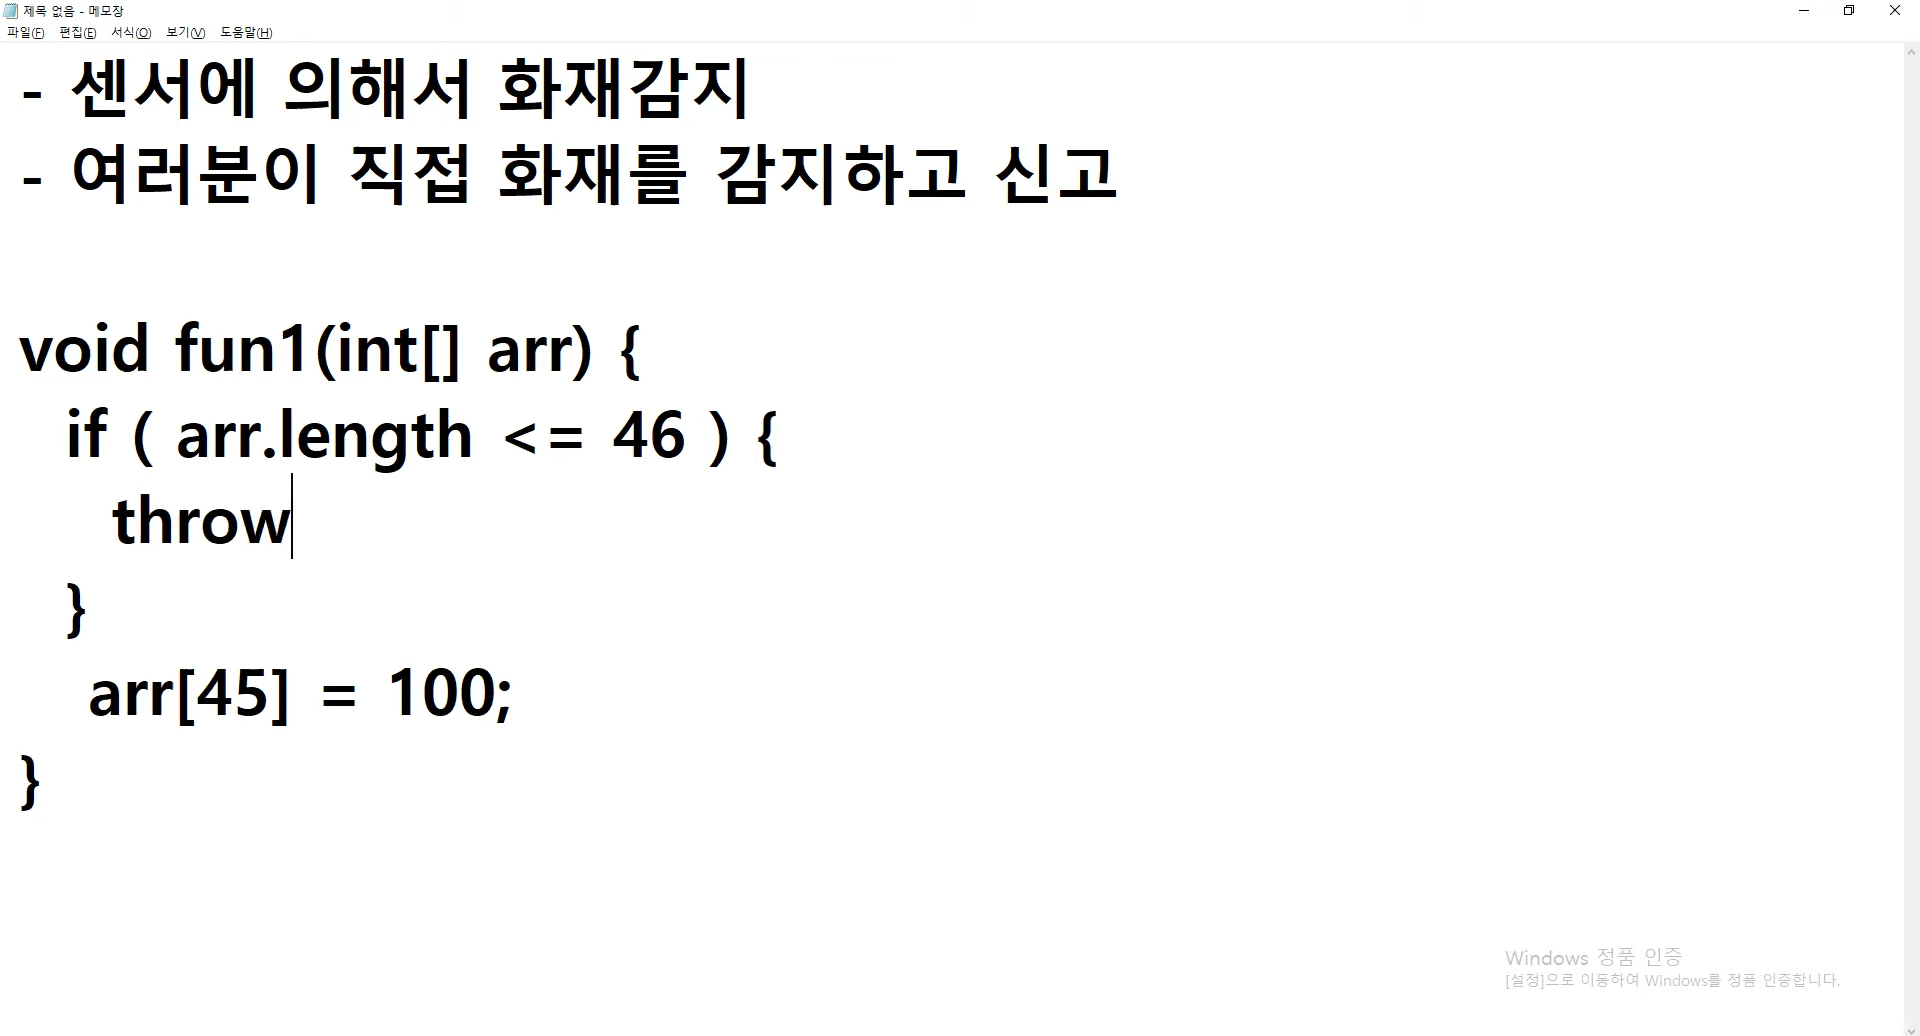 제목 없음 - 메모장
파일(F) 편집(E) 서식(O) 보기(V) 도움말(H)
- 센서에 의해서 화재감지
- 여러분이 직접 화재를 감지하고 신고
void fun1(int[] arr) {
if ( arr.length <= 46 ) {
throw
}
arr[45] = 100;
}
Windows 정품 인증
[설정]으로 이동하여 Windows를 정품 인증합니다.